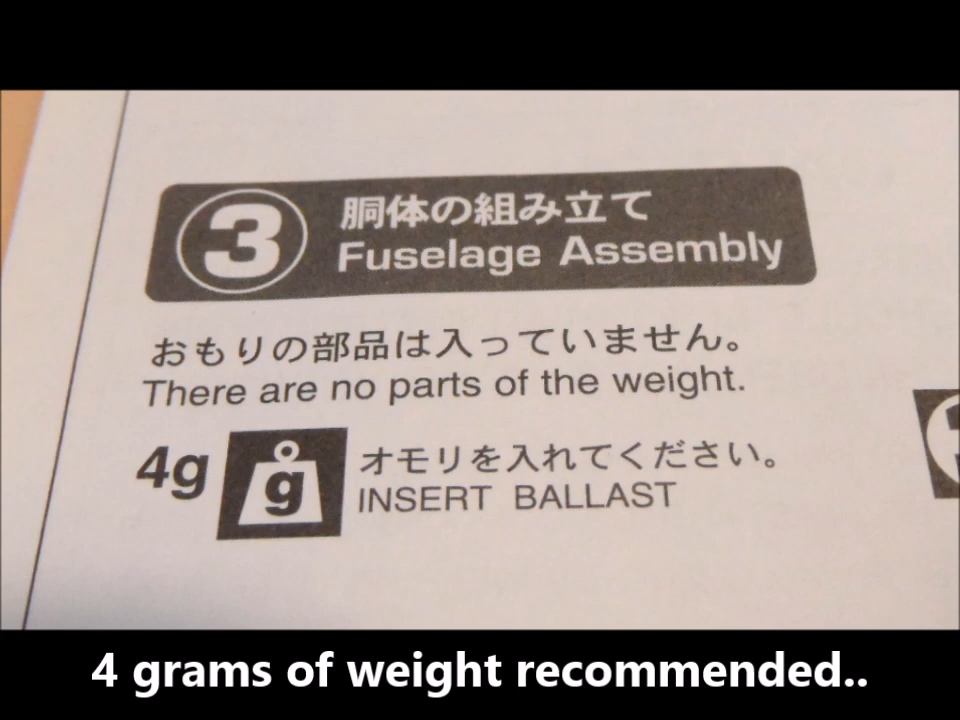 3
胴体の組み立て
Fuselage Assembly
おもりの部品は入っていません。
There are no parts of the weight.
4g
g
オモリを入れてください。
INSERT BALLAST
4 grams of weight recommended..